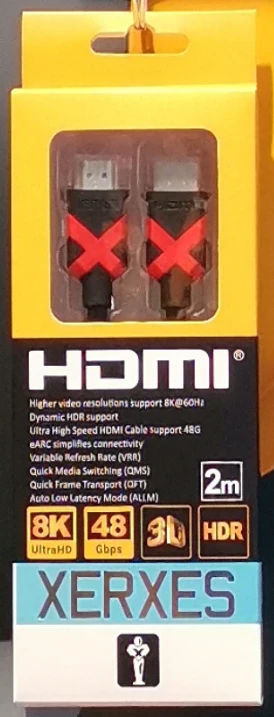 HDMI®
Higher video resolutions support 8K@60Hz
Dynamic HDR support
Ultra High Speed HDMI Cable support 48G
eARC simplifies connectivity
Variable Refresh Rate (VRR)
Quick Media Switching (QMS)
Quick Frame Transport (QFT)
Auto Low Latency Mode (ALLM)
2m
8K
UltraHD
48
Gbps
3D
HDR
XERXES